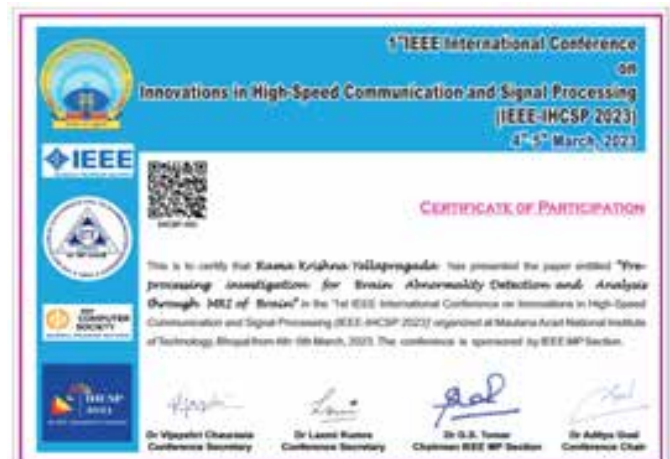 1st IEEE International Conference
on
Innovations in High-Speed Communication and Signal Processing
(IEEE-IHCSP 2023)
4th-5th March, 2023
IEEE
CERTIFICATE OF PARTICIPATION
This is to certify that Rama Krishna Yellapragada has presented the paper entitled "Pre-
processing investigation for Brain Abnormality Detection and Analysis
through MRI of Brain" in the 1st IEEE International Conference on Innovations in High-Speed
Communication and Signal Processing (IEEE-IHCSP 2023) organized at Maulana Azad National Institute
of Technology, Bhopal from 4th-5th March, 2023. The conference is sponsored by IEEE MP Section.
COMPUTER
SOCIETY
IHCSP
2023
Dr Vijayshri Chaurasia
Conference Secretary
Dr Laxmi Kumre
Conference Secretary
Dr G.S. Tomar
Chairman IEEE MP Section
Dr Aditya Goel
Conference Chair